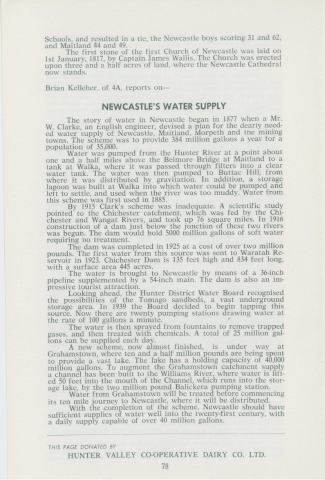 Schools, and resulted in a tie, the Newcastle boys scoring 31 and 62,
and Maitland 44 and 49.
The first stone of the first Church of Newcastle was laid on
1st January, 1817, by Captain James Wallis. The Church was erected
upon three and a half acres of land, where the Newcastle Cathedral
now stands.
Brian Kelleher, of 4A, reports on—
NEWCASTLE'S WATER SUPPLY
The story of water in Newcastle began in 1877 when a Mr.
W. Clarke, an English engineer, devised a plan for the dearly need-
ed water supply of Newcastle, Maitland, Morpeth and the mining
towns. The scheme was to provide 384 million gallons a year for a
population of 35,000.
Water was pumped from the Hunter River at a point about
one and a half miles above the Belmore Bridge at Maitland to a
tank at Walka, where it was passed through filters into a clear
water tank. The water was then pumped to Buttac Hill, from
where it was distributed by gravitation. In addition, a storage
lagoon was built at Walka into which water could be pumped and
left to settle, and used when the river was too muddy. Water from
this scheme was first used in 1885.
By 1915 Clark's scheme was inadequate. A scientific study
pointed to the Chichester catchment, which was fed by the Chi-
chester and Wangat Rivers, and took up 76 square miles. In 1916
construction of a dam just below the junction of these two rivers
was begun. The dam would hold 5000 million gallons of soft water
requiring no treatment.
The dam was completed in 1925 at a cost of over two million
pounds. The first water from this source was sent to Waratah Re-
servoir in 1923. Chichester Dam is 135 feet high and 834 feet long,
with a surface area 445 acres.
The water is brought to Newcastle by means of a 36-inch
pipeline supplemented by a 54-inch main. The dam is also an im-
pressive tourist attraction.
Looking ahead, the Hunter District Water Board recognised
the possibilities of the Tomago sandbeds, a vast underground
storage area. In 1939 the Board decided to begin tapping this
source. Now there are twenty pumping stations drawing water at
the rate of 100 gallons a minute.
The water is then sprayed from fountains to remove trapped
gases, and then treated with chemicals. A total of 25 million gal-
lons can be supplied each day.
A new scheme, now almost finished, is under way at
Grahamstown, where ten and a half million pounds are being spent
to provide a vast lake. The lake has a holding capacity of 40,000
million gallons. To augment the Grahamstown catchment supply
a channel has been built to the Williams River, where water is lift-
ed 50 feet into the mouth of the Channel, which runs into the stor-
age lake, by the two million pound Balickera pumping station.
Water from Grahamstown will be treated before commencing
its ten mile journey to Newcastle, where it will be distributed.
With the completion of the scheme, Newcastle should have
sufficient supplies of water well into the twenty-first century, with
a daily supply capable of over 40 million gallons.
THIS PAGE DONATED BY
HUNTER VALLEY CO-OPERATIVE DAIRY CO. LTD.
78